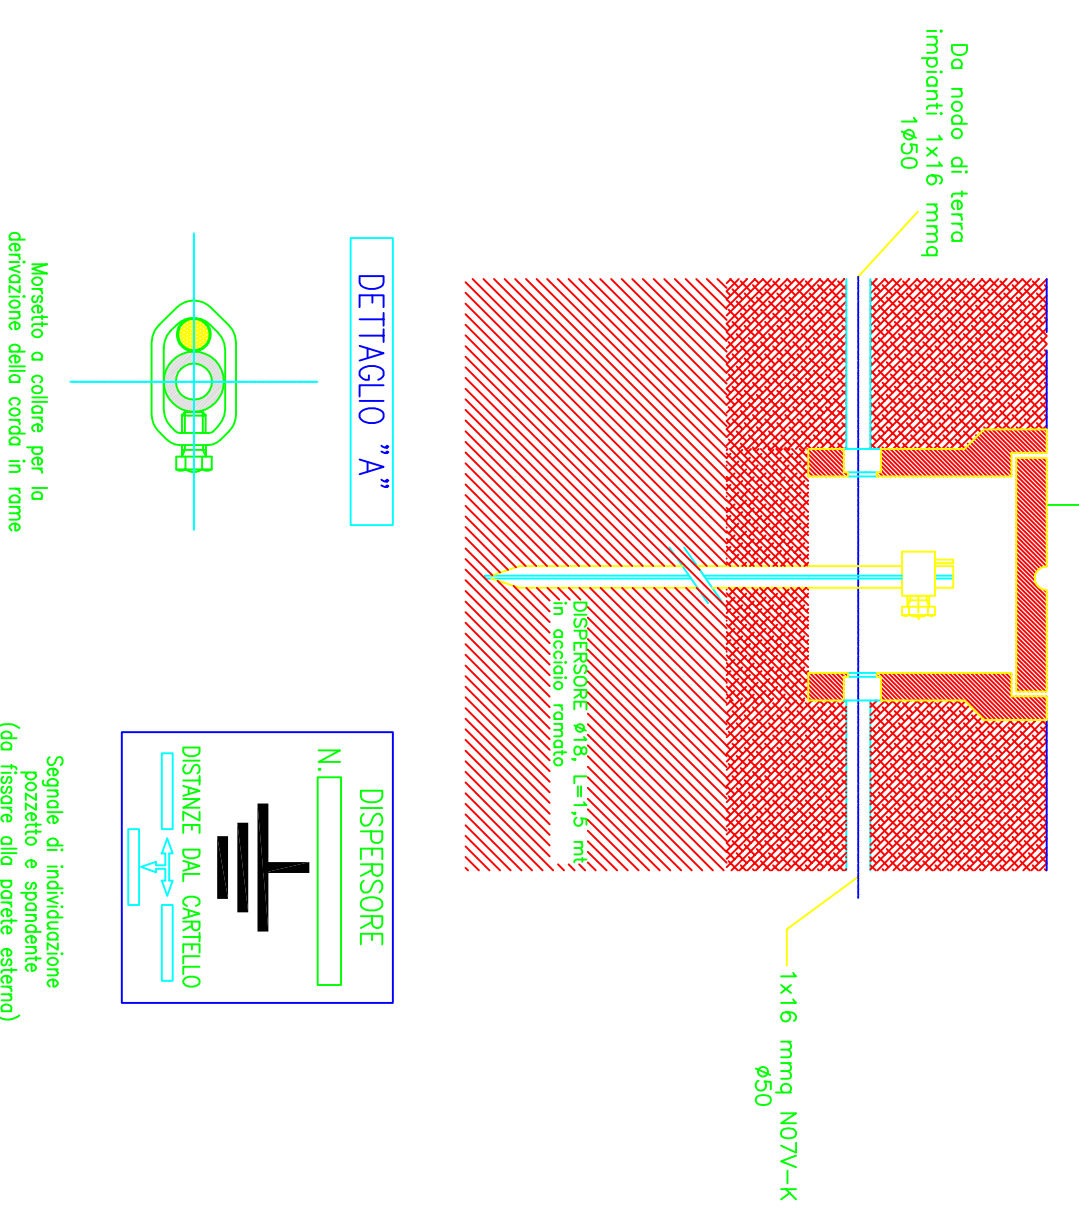 Da nodo di terra
impianti 1x16 mmq
1ø50
1x16 mmq N07V-K
ø50
DISPERSORE ø18, L=1,5 mt
in acciaio ramato
DETTAGLIO "A"
Morsetto a collare per la
derivazione della corda in rame
DISPERSORE
N.
DISTANZE DAL CARTELLO
Segnale di individuazione
pozzetto e spandente
(da fissare alla parete esterna)